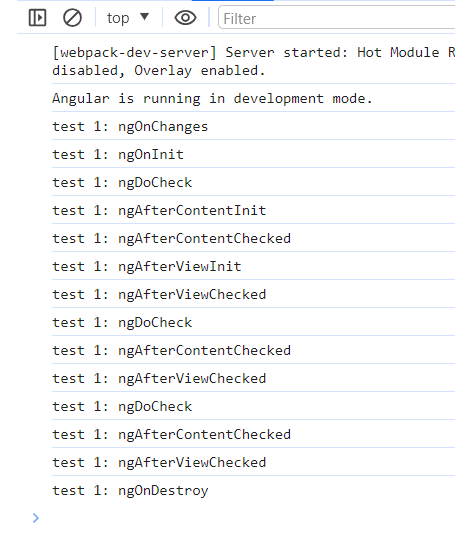 top ▼ Filter
[webpack-dev-server] Server started: Hot Module R
disabled, Overlay enabled.
Angular is running in development mode.
test 1: ngOnChanges
test 1: ngOnInit
test 1: ngDoCheck
test 1: ngAfterContentInit
test 1: ngAfterContentChecked
test 1: ngAfterViewInit
test 1: ngAfterViewChecked
test 1: ngDoCheck
test 1: ngAfterContentChecked
test 1: ngAfterViewChecked
test 1: ngDoCheck
test 1: ngAfterContentChecked
test 1: ngAfterViewChecked
test 1: ngOnDestroy